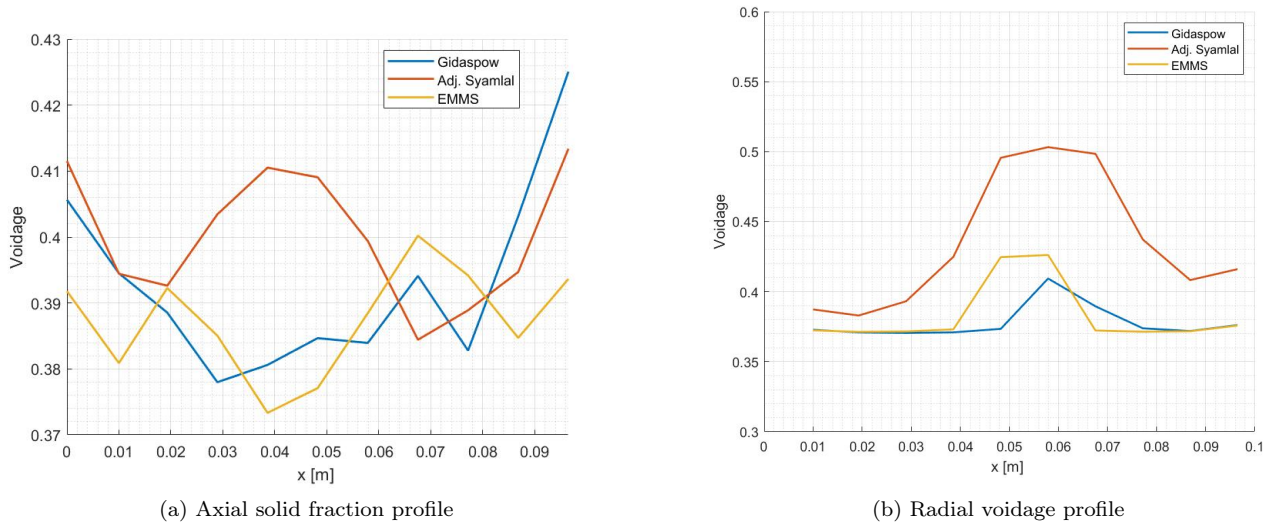 0.43
0.42
0.41
0.4
0.39
0.38
0.37
Voidage
Gidaspow
Adj. Syamlal
EMMS
0 0.01 0.02 0.03 0.04 0.05 0.06 0.07 0.08 0.09
x [m]
(a) Axial solid fraction profile
0.6
0.55
0.5
0.45
0.4
0.35
0.3
Voidage
Gidaspow
Adj. Syamlal
EMMS
0 0.01 0.02 0.03 0.04 0.05 0.06 0.07 0.08 0.09 0.1
x [m]
(b) Radial voidage profile